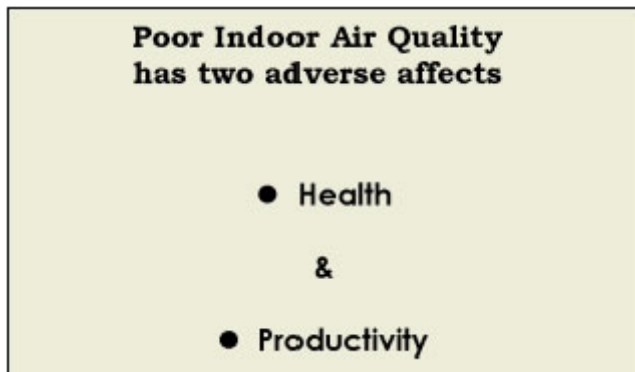 Poor Indoor Air Quality
has two adverse affects
● Health
&
● Productivity